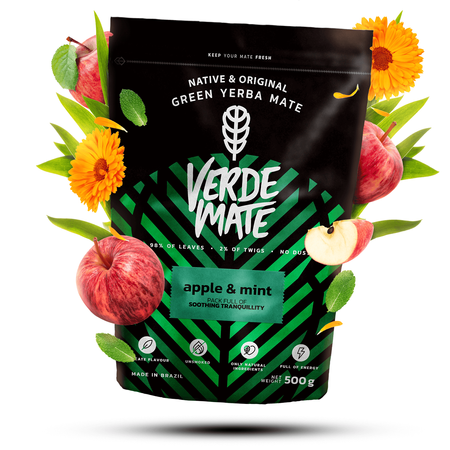 KEEP YOUR MATE FRESH
NATIVE & ORIGINAL
GREEN YERBA MATE
VERDE
MATE
98% OF LEAVES • 2% OF TWIGS • NO DUST
apple & mint
PACK FULL OF
SOOTHING TRANQUILLITY
CATE FLAVOUR
UNSMOKED
ONLY NATURAL
INGREDIENTS
FULL OF ENERGY
MADE IN BRAZIL
NET
WEIGHT 500g